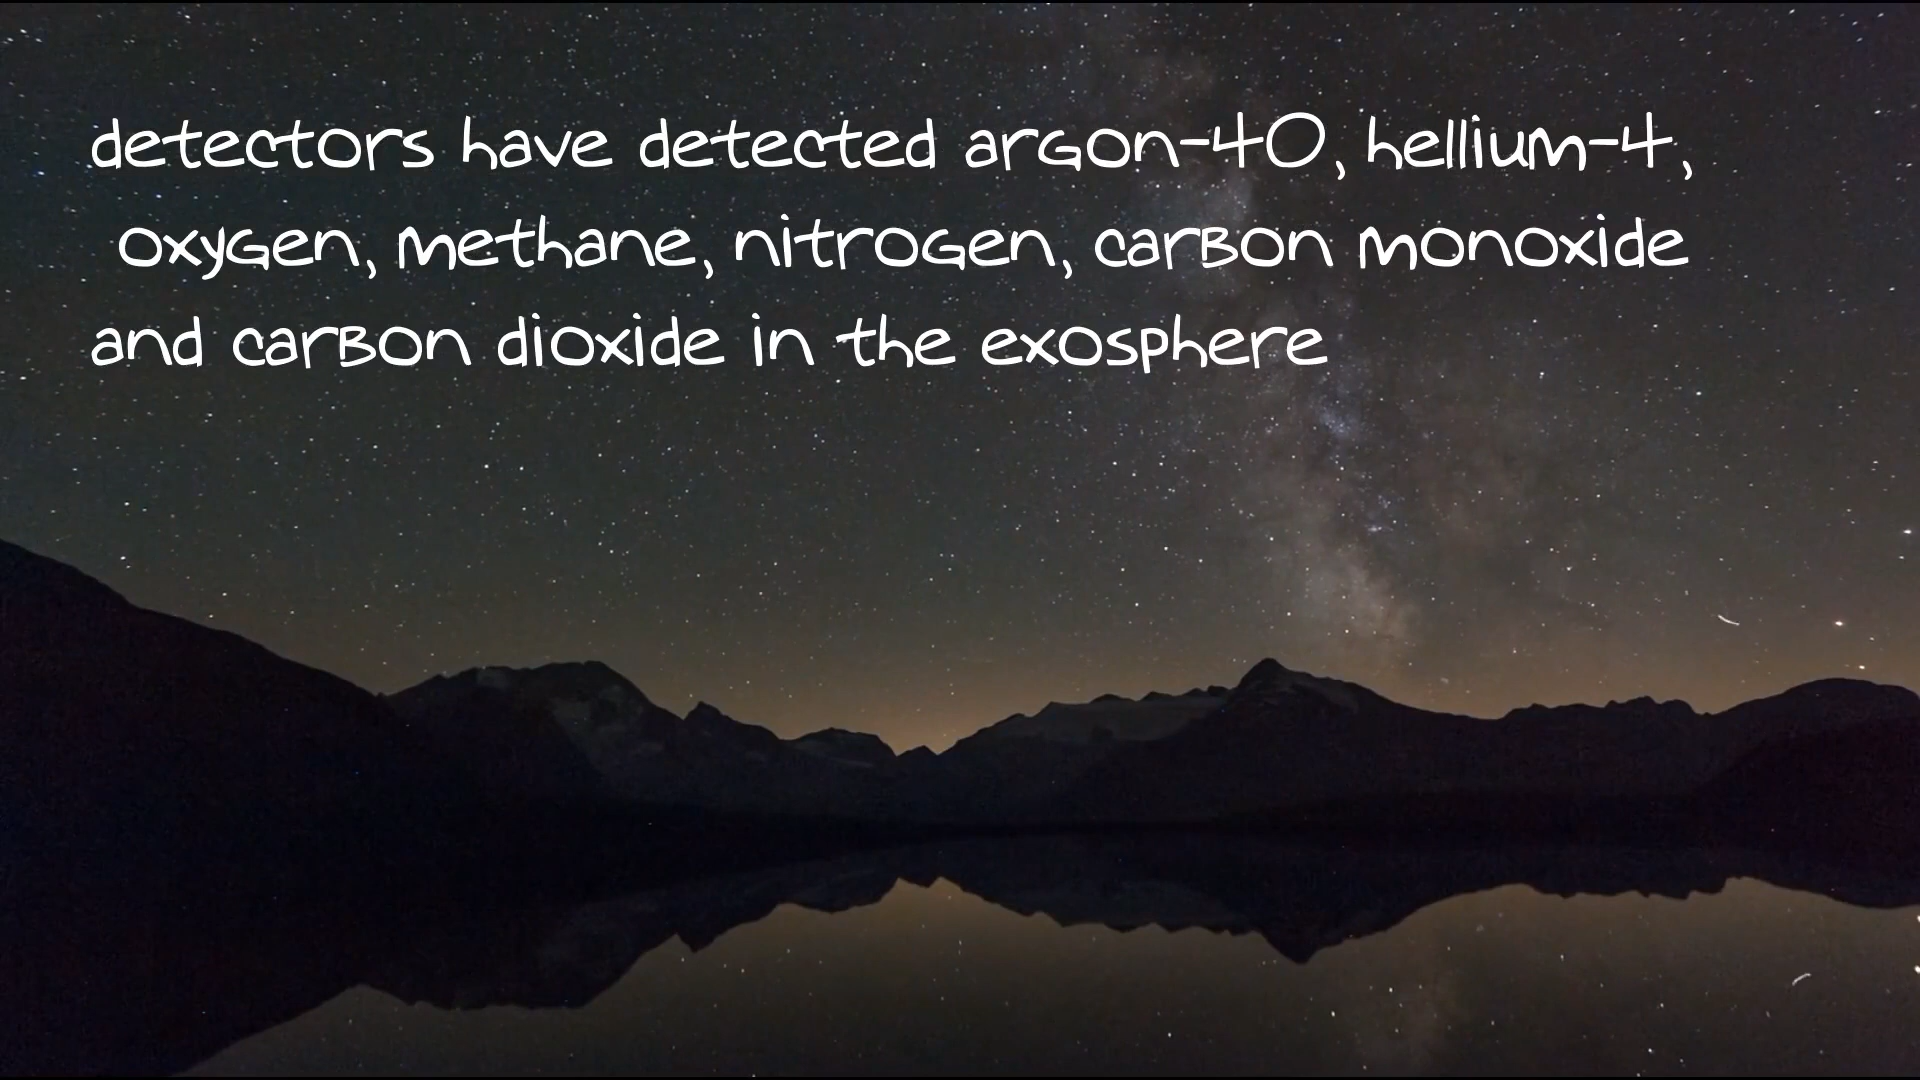 detectors have detected argon-40, hellium-4,
oxygen, methane, nitrogen, carbon monoxide
and carbon dioxide in the exosphere